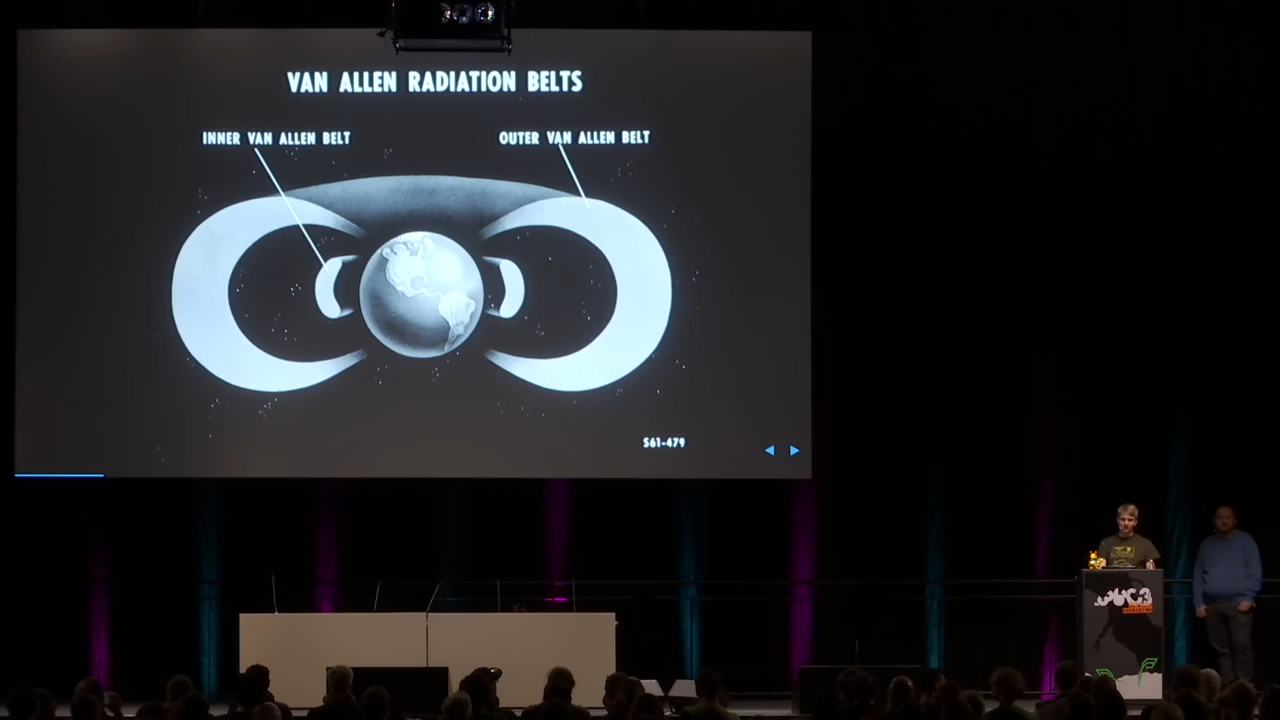 VAN ALLEN RADIATION BELTS
INNER VAN ALLEN BELT
OUTER VAN ALLEN BELT
S61-479